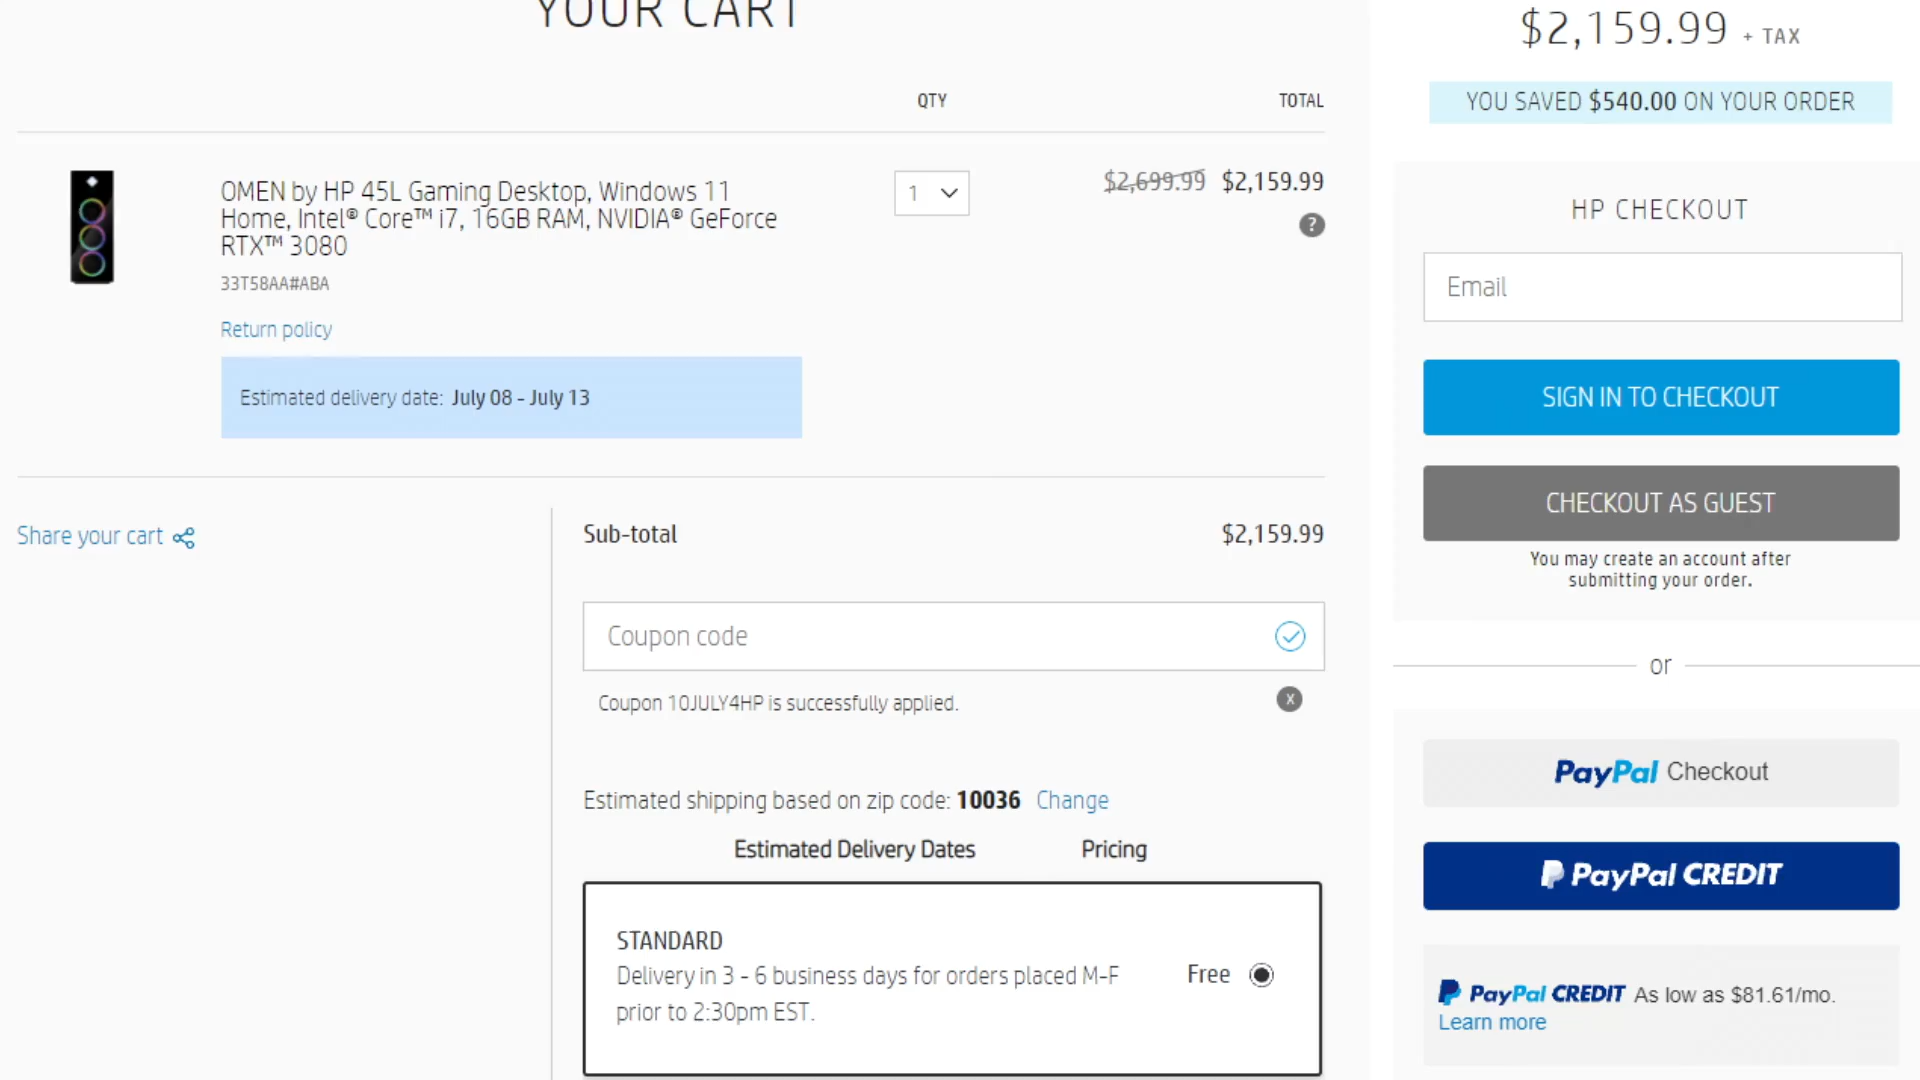 YOUR CART
QTY
TOTAL
OMEN by HP 45L Gaming Desktop, Windows 11
Home, Intel® Core™ i7, 16GB RAM, NVIDIA® GeForce
RTX™ 3080
33T58AA#ABA
Return policy
Estimated delivery date: July 08 - July 13
1
$2,699.99 $2,159.99
?
Share your cart
Sub-total
$2,159.99
Coupon code
Coupon 10JULY4HP is successfully applied.
X
Estimated shipping based on zip code: 10036 Change
Estimated Delivery Dates
Pricing
STANDARD
Delivery in 3 - 6 business days for orders placed M-F
prior to 2:30pm EST.
Free
$2,159.99 + TAX
YOU SAVED $540.00 ON YOUR ORDER
HP CHECKOUT
Email
SIGN IN TO CHECKOUT
CHECKOUT AS GUEST
You may create an account after
submitting your order.
or
PayPal Checkout
PayPal CREDIT
PayPal CREDIT As low as $81.61/mo.
Learn more